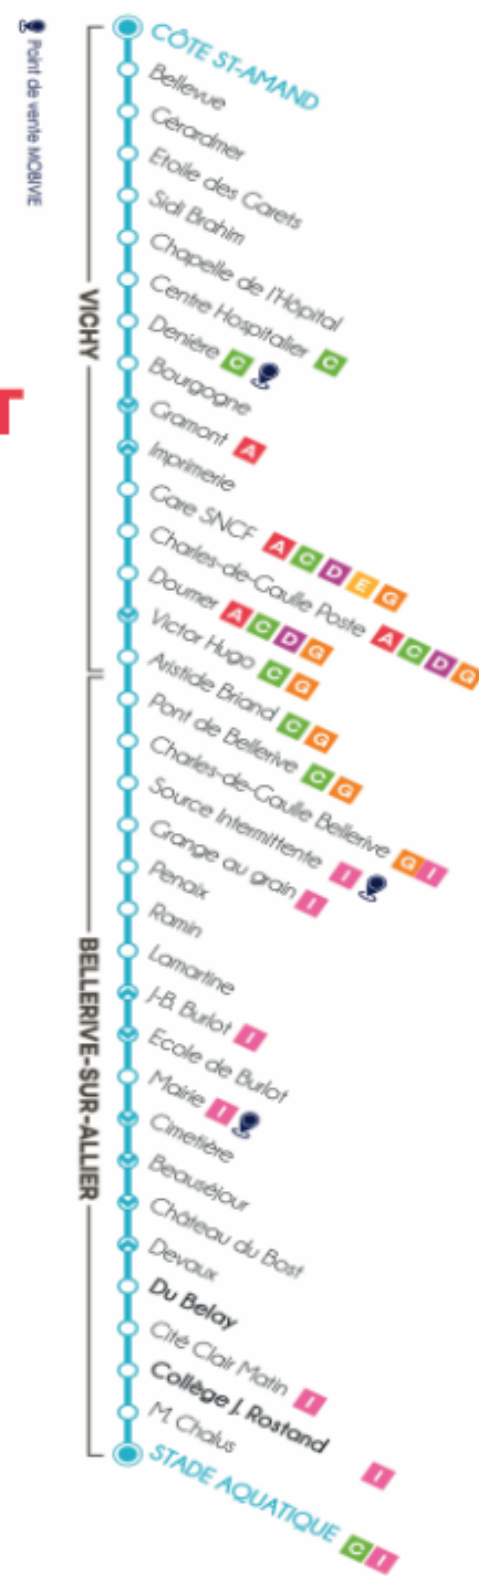 Point de vente MOBIVIE
VICHY
BELLERIVE-SUR-ALLIER
T
CÔTE ST-AMAND
Bellevue
Gérardmer
Etoile des Garets
Sidi Brahim
Chapelle de l'Hôpital
Centre Hospitalier C
Denière C
Bourgogne
Gramont A
Imprimerie
Gare SNCF A C D E G
Charles-de-Gaulle Poste A C D G
Doumer A C D G
Victor Hugo C G
Aristide Briand C G
Pont de Bellerive C G
Charles-de-Gaulle Bellerive G I
Source Intermittente I
Grange au grain I
Penaix
Ramin
Lamartine
J-B. Burlot I
Ecole de Burlot
Mairie I
Cimetière
Beauséjour
Château du Bost
Devaux
Du Belay
Cité Clair Matin I
Collège J. Rostand I
M. Chalus
STADE AQUATIQUE C I